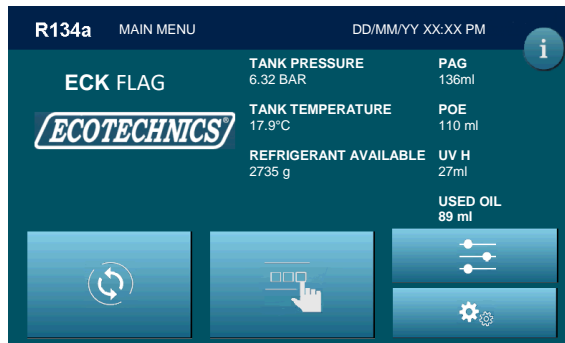 R134a MAIN MENU DD/MM/YY XX:XX PM
i
ECK FLAG
ECOTECHNICS®
TANK PRESSURE
6.32 BAR
TANK TEMPERATURE
17.9°C
REFRIGERANT AVAILABLE
2735 g
PAG
136ml
POE
110 ml
UV H
27ml
USED OIL
89 ml